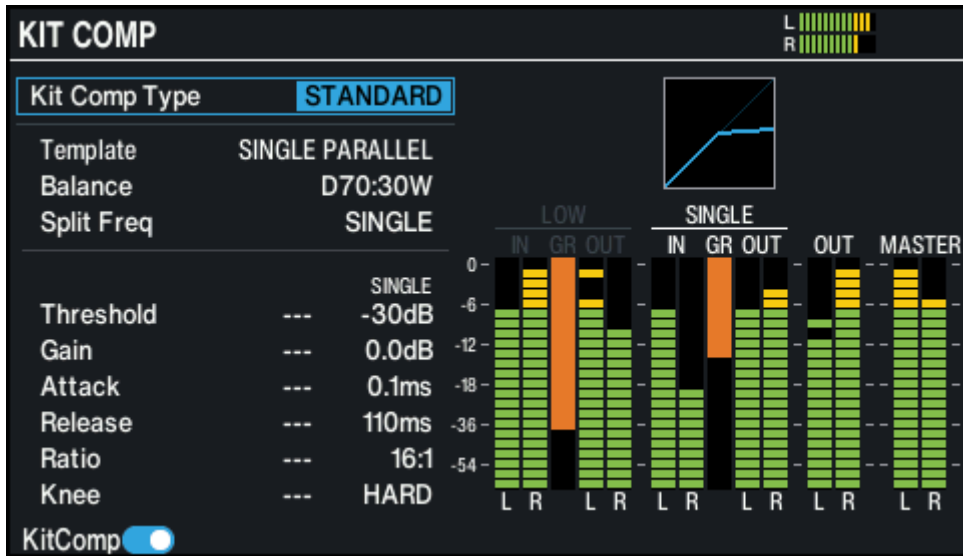 KIT COMP
L
R
Kit Comp Type STANDARD
Template SINGLE PARALLEL
Balance D70:30W
Split Freq SINGLE
SINGLE
Threshold --- -30dB
Gain --- 0.0dB
Attack --- 0.1ms
Release --- 110ms
Ratio --- 16:1
Knee --- HARD
KitComp
LOW SINGLE
IN GR OUT IN GR OUT OUT MASTER
0
-6
-12
-18
-36
-54
L R L R L R L R L R L R